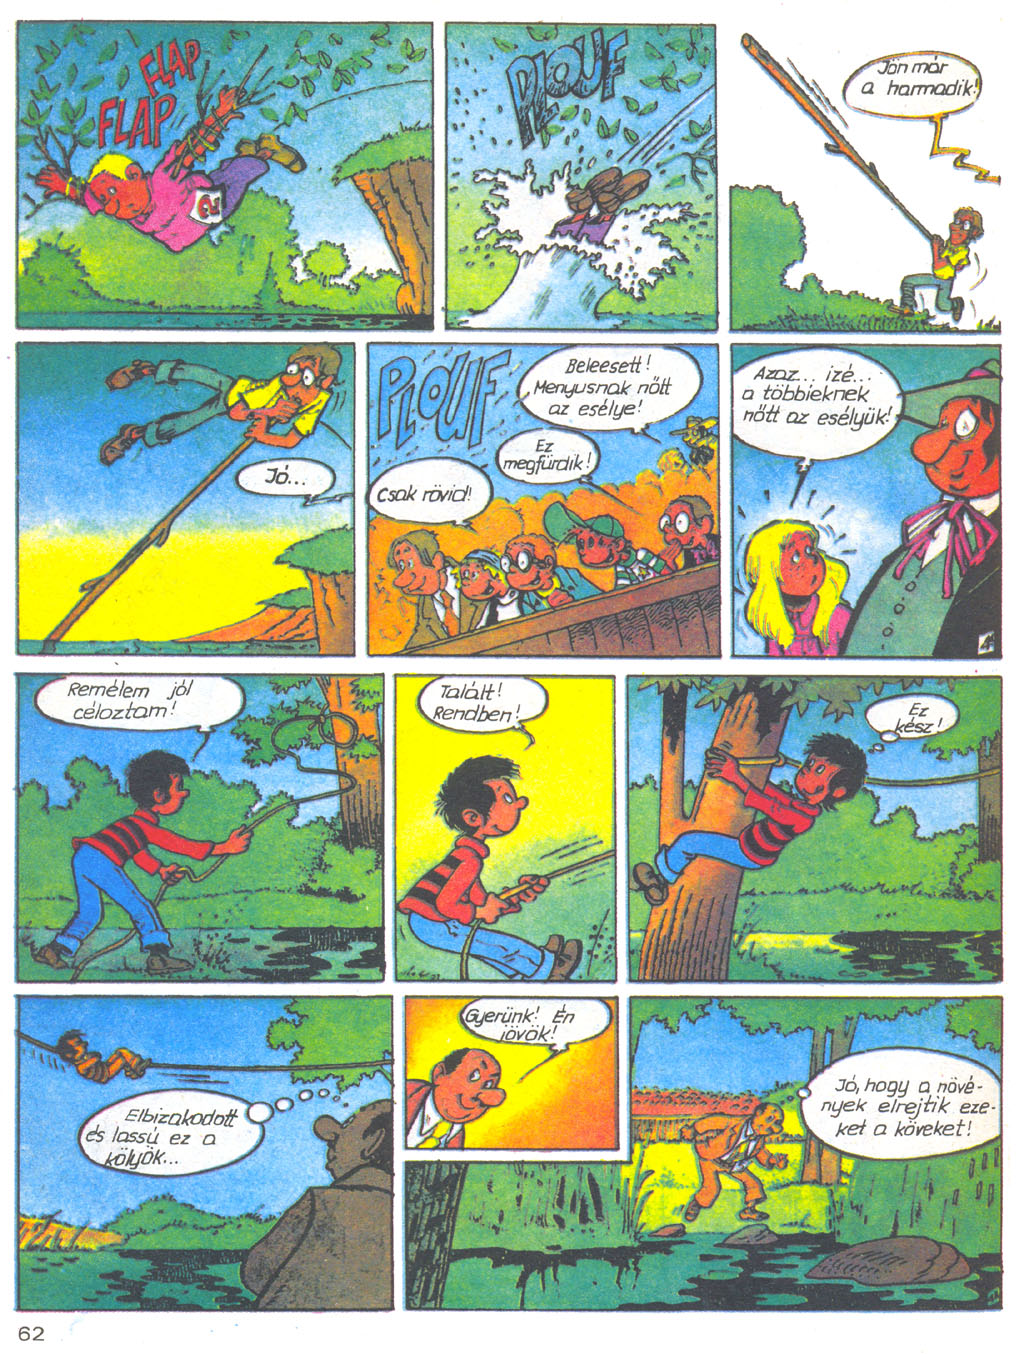 FLAP
FLAP
2
PLOUF
Jön már
a harmadik!
Jó...
PLOUF
Csak rövid!
Ez
megfürdik!
Beleesett!
Menyusnak nőtt
az esélye!
Azaz... izé...
a többieknek
nőtt az esélyük!
4
Remélem jól
céloztam!
Talált!
Rendben!
Ez
kész!
Elbizakodott
és lassú ez a
kölyök...
Gyerünk! Én
jövök!
Jó, hogy a növé-
nyek elrejtik eze-
ket a köveket!
62